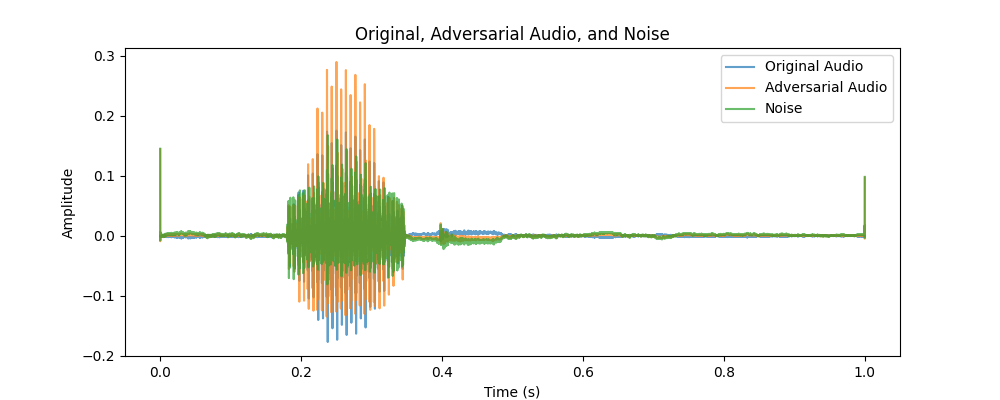 Original, Adversarial Audio, and Noise
Original Audio
Adversarial Audio
Noise
Amplitude
0.3
0.2
0.1
0.0
−0.1
−0.2
0.0 0.2 0.4 0.6 0.8 1.0
Time (s)